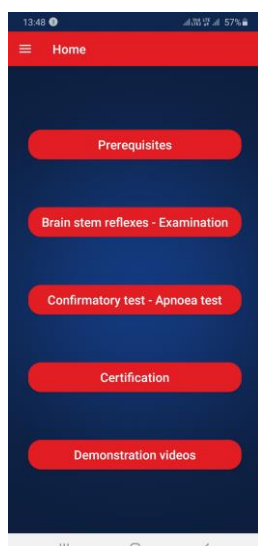 13:48 57%
Home
Prerequisites
Brain stem reflexes - Examination
Confirmatory test - Apnoea test
Certification
Demonstration videos